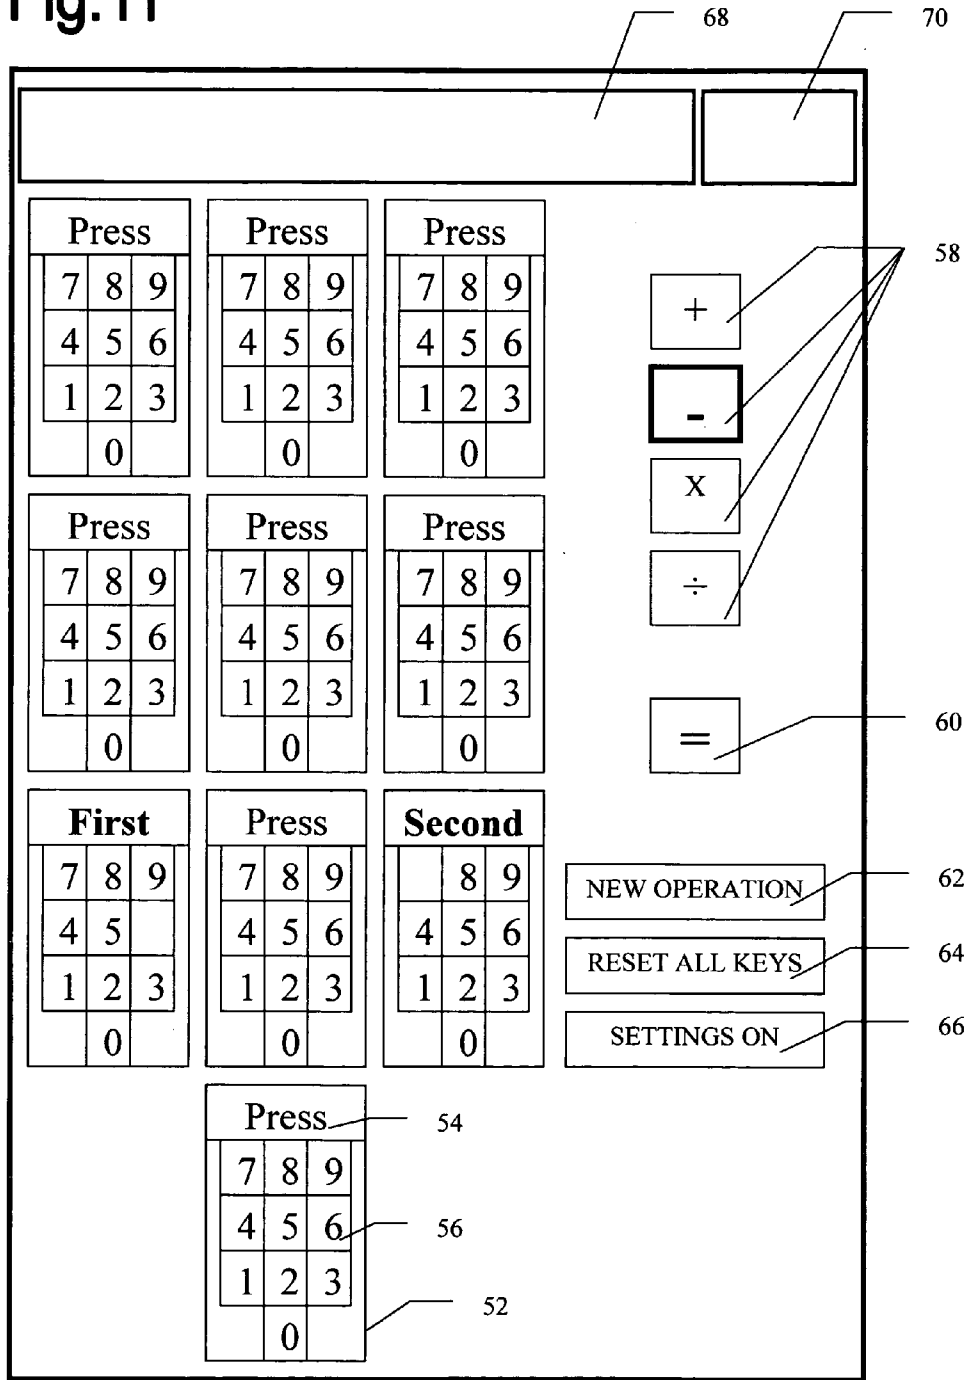 Fig. 11
68 70
Press Press Press
7 8 9 7 8 9 7 8 9
58
+
4 5 6 4 5 6 4 5 6
1 2 3 1 2 3 1 2 3
-
0 0 0
X
Press Press Press
7 8 9 7 8 9 7 8 9
÷
4 5 6 4 5 6 4 5 6
1 2 3 1 2 3 1 2 3
60
=
0 0 0
First Press Second
7 8 9 7 8 9 8 9
NEW OPERATION 62
4 5 4 5 6 4 5 6
RESET ALL KEYS 64
1 2 3 1 2 3 1 2 3
SETTINGS ON 66
0 0 0
Press 54
7 8 9
4 5 6 56
1 2 3
52
0